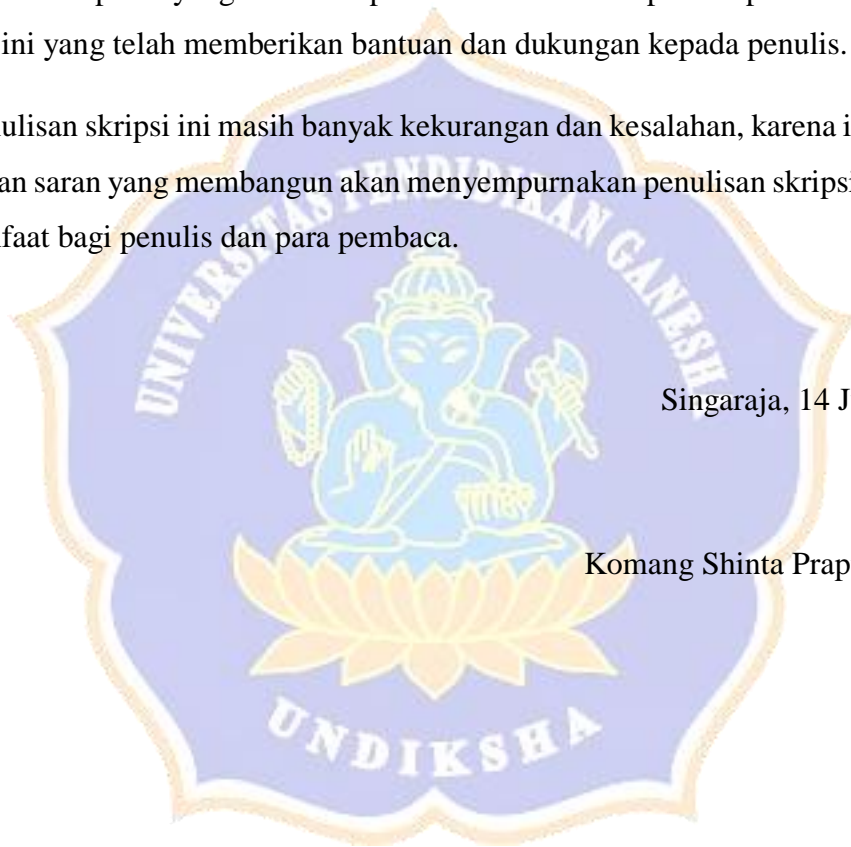 ini yang telah memberikan bantuan dan dukungan kepada penulis.
ulisan skripsi ini masih banyak kekurangan dan kesalahan, karena i
an saran yang membangun akan menyempurnakan penulisan skripsi
faat bagi penulis dan para pembaca.
UNIVERSITAS PENDIDIKAN GANESH
Singaraja, 14 J
Komang Shinta Prap
UNDIKSHA